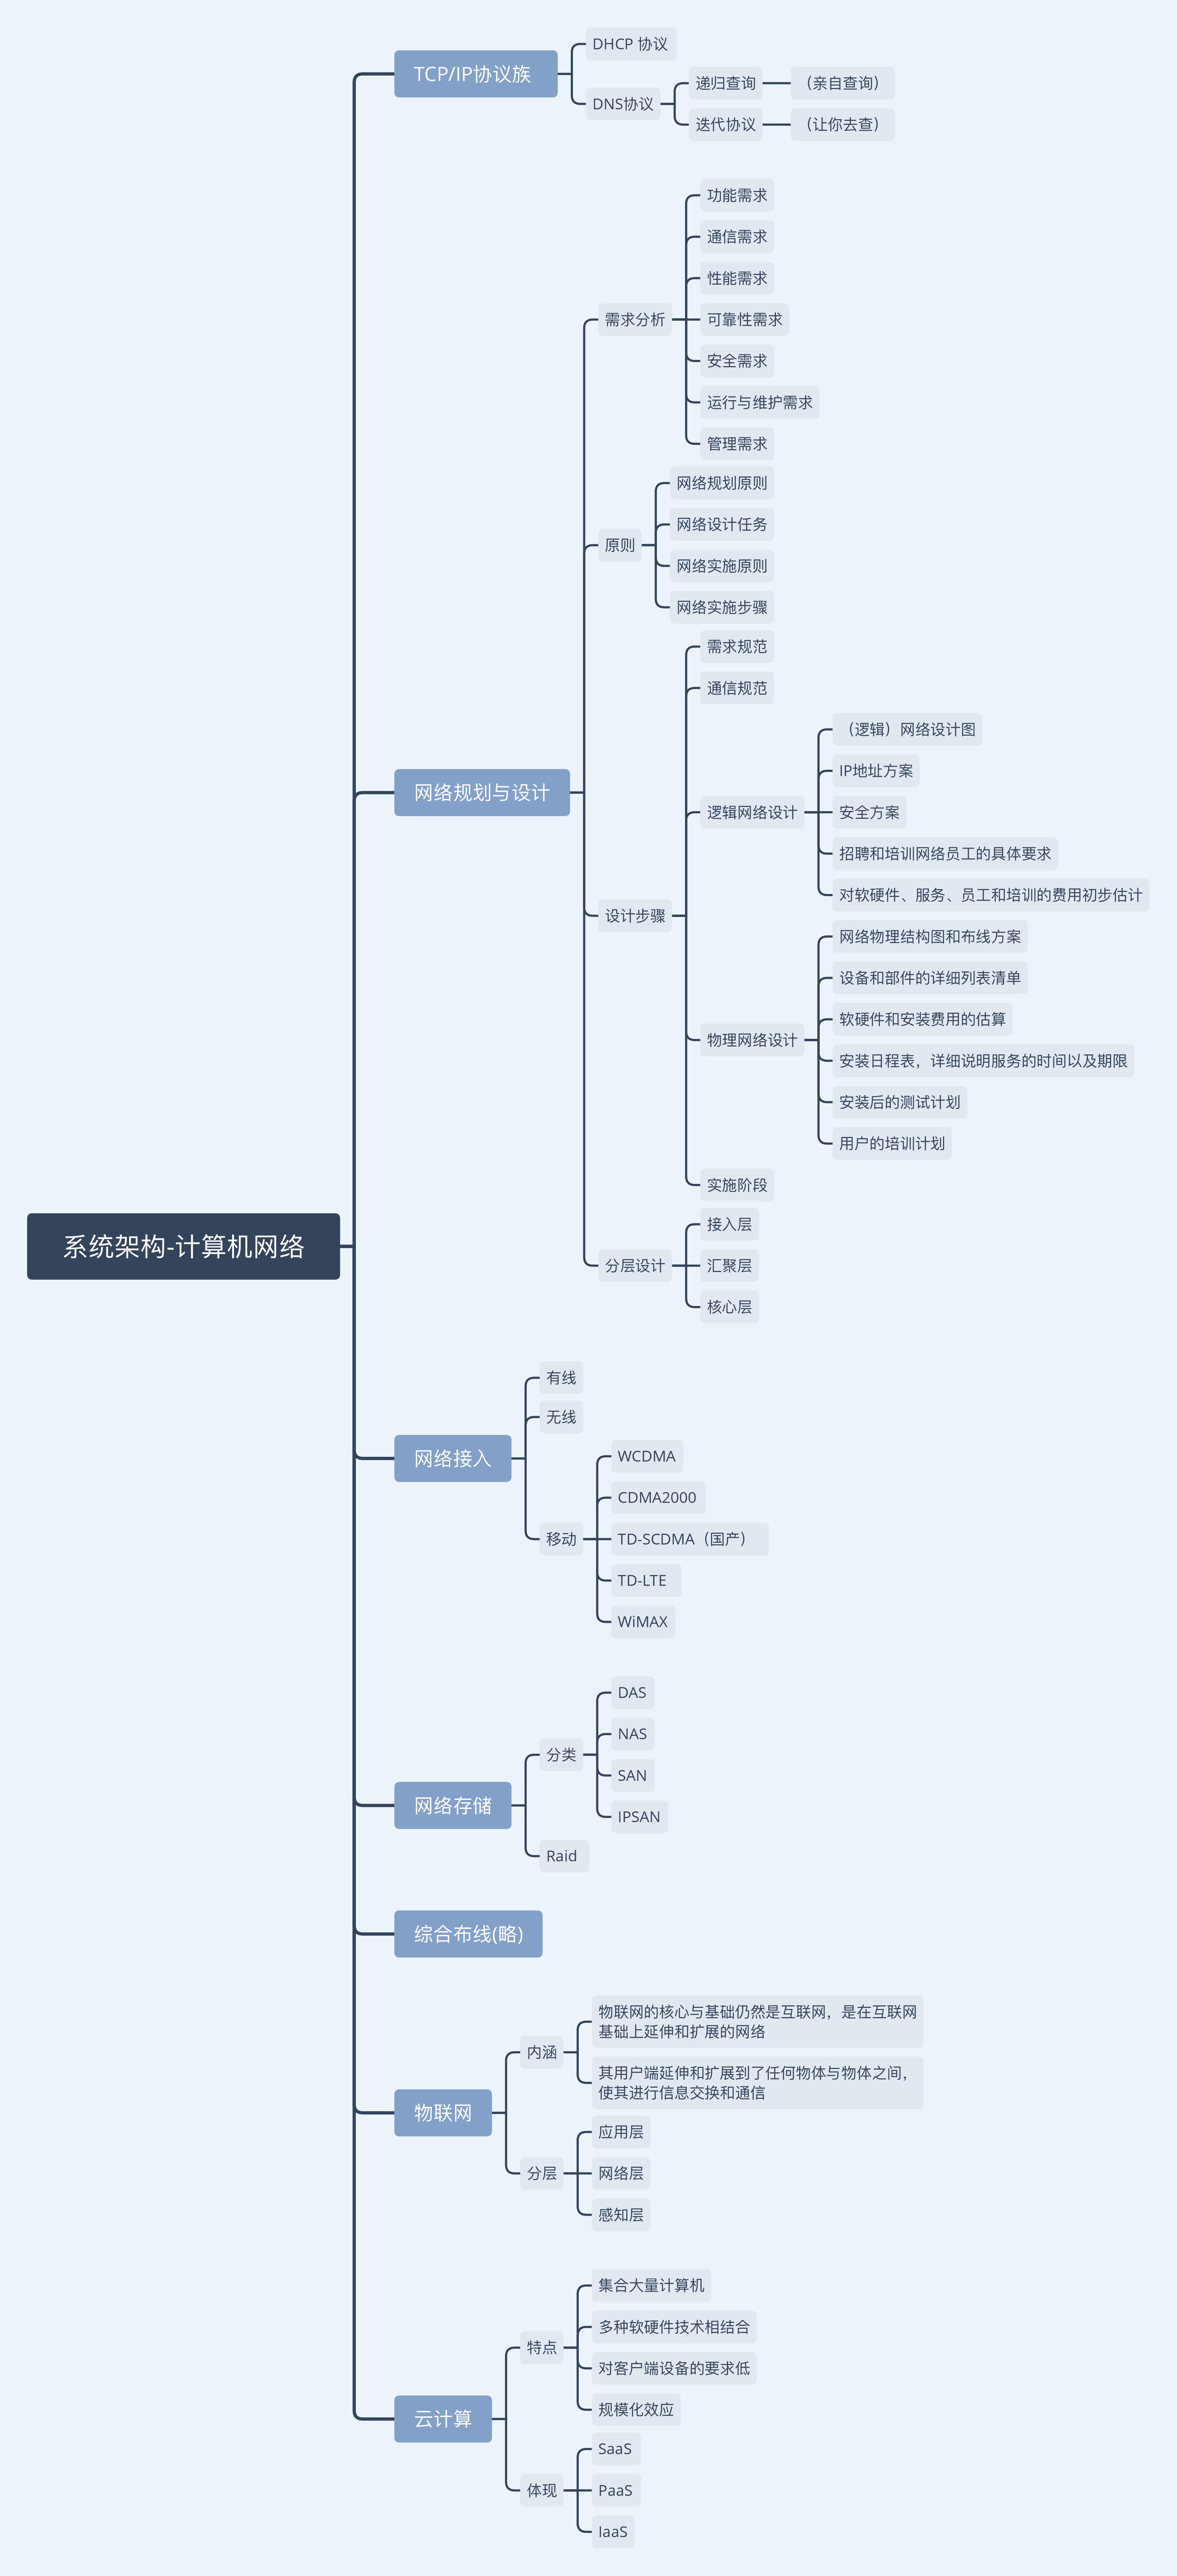 TCP/IP协议族
DHCP 协议
DNS协议
递归查询
（亲自查询）
迭代协议
（让你去查）
网络规划与设计
需求分析
功能需求
通信需求
性能需求
可靠性需求
安全需求
运行与维护需求
管理需求
原则
网络规划原则
网络设计任务
网络实施原则
网络实施步骤
设计步骤
需求规范
通信规范
逻辑网络设计
（逻辑）网络设计图
IP地址方案
安全方案
招聘和培训网络员工的具体要求
对软硬件、服务、员工和培训的费用初步估计
物理网络设计
网络物理结构图和布线方案
设备和部件的详细列表清单
软硬件和安装费用的估算
安装日程表，详细说明服务的时间以及期限
安装后的测试计划
用户的培训计划
实施阶段
分层设计
接入层
汇聚层
核心层
系统架构-计算机网络
网络接入
有线
无线
移动
WCDMA
CDMA2000
TD-SCDMA（国产）
TD-LTE
WiMAX
网络存储
分类
DAS
NAS
SAN
IPSAN
Raid
综合布线(略)
物联网
内涵
物联网的核心与基础仍然是互联网，是在互联网
基础上延伸和扩展的网络
其用户端延伸和扩展到了任何物体与物体之间，
使其进行信息交换和通信
分层
应用层
网络层
感知层
云计算
特点
集合大量计算机
多种软硬件技术相结合
对客户端设备的要求低
规模化效应
体现
SaaS
PaaS
IaaS